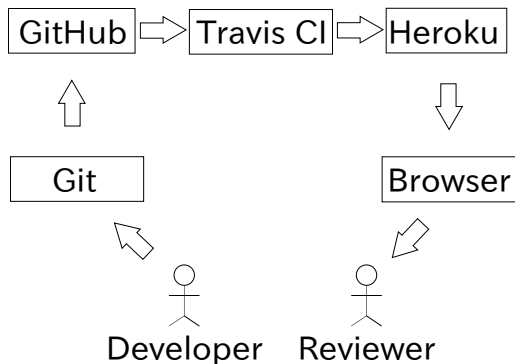 GitHub
Travis CI
Heroku
Git
Browser
Developer
Reviewer